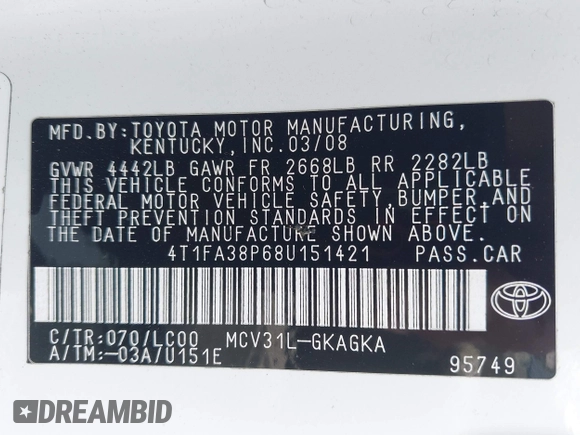 MFD.BY:TOYOTA MOTOR MANUFACTURING,
KENTUCKY,INC.03/08
GVWR 4442LB GAWR FR 2668LB RR 2282LB
THIS VEHICLE CONFORMS TO ALL APPLICABLE
FEDERAL MOTOR VEHICLE SAFETY,BUMPER,AND
THEFT PREVENTION STANDARDS IN EFFECT ON
THE DATE OF MANUFACTURE SHOWN ABOVE.
4T1FA38P68U151421 PASS.CAR
C/TR:070/LC00 MCV31L-GKAGKA
A/TM:-03A/U151E 95749
DREAMBID